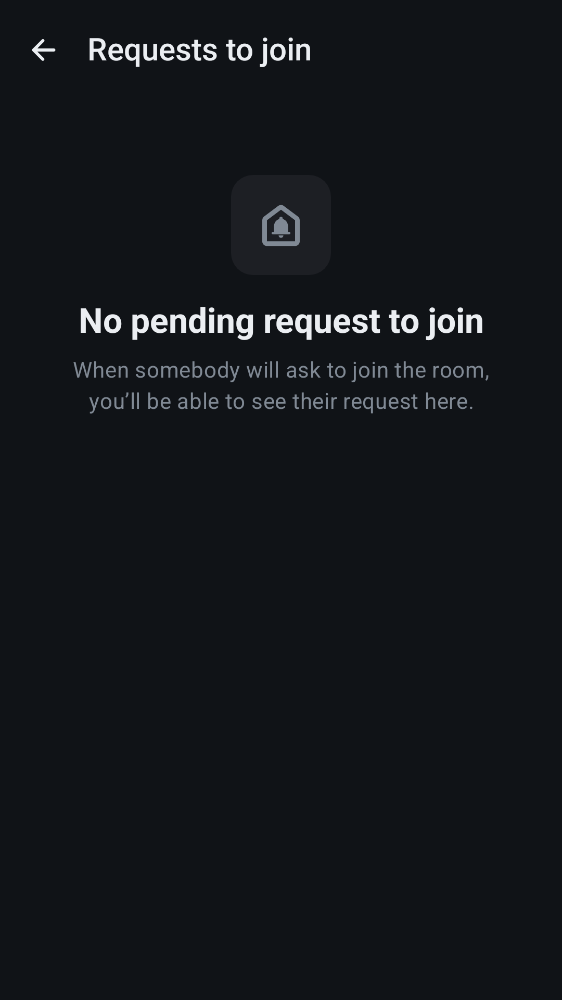 Requests to join
No pending request to join
When somebody will ask to join the room,
you’ll be able to see their request here.